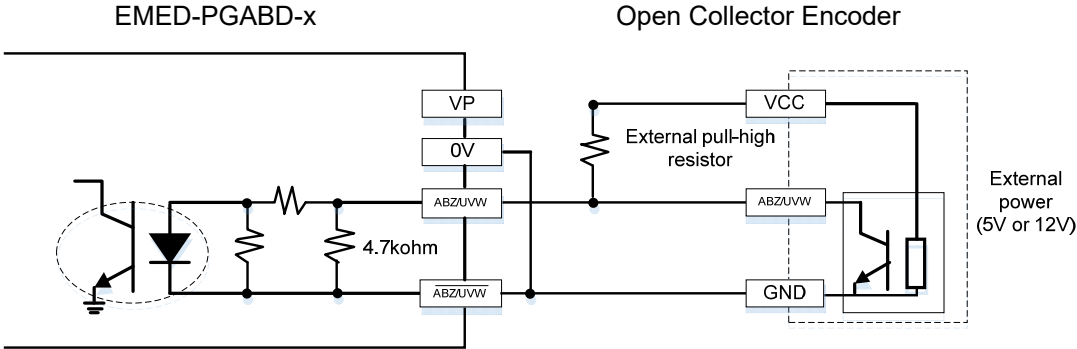 EMED-PGABD-x
Open Collector Encoder
VP
VCC
0V
External pull-high
resistor
ABZ/UVW
ABZ/UVW
External
power
(5V or 12V)
4.7kohm
ABZ/UVW
GND